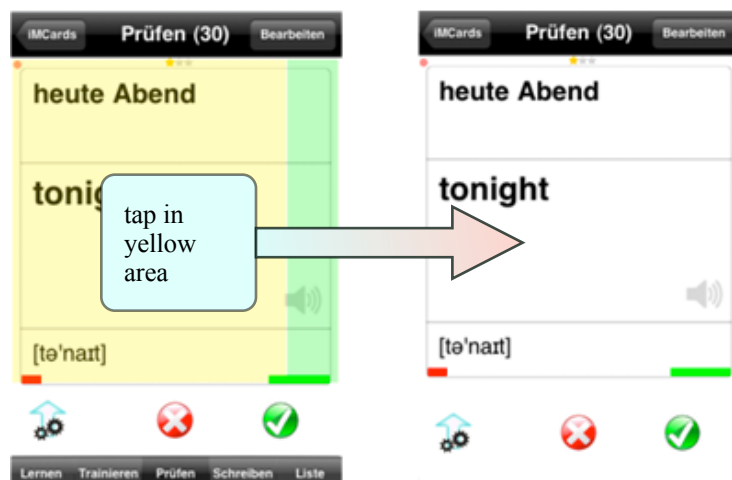 iMCards Prüfen (30) Bearbeiten
heute Abend
tonig
tap in
yellow
area
[tə'naɪt]
Lernen Trainieren Prüfen Schreiben Liste
iMCards Prüfen (30) Bearbeiten
heute Abend
tonight
[tə'naɪt]